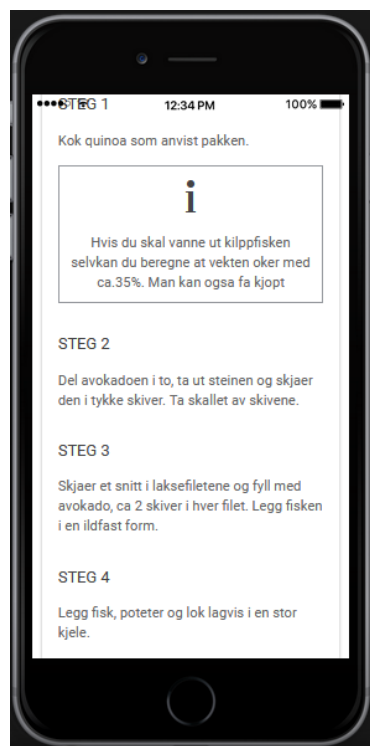 STEG 1
12:34 PM
100%
Kok quinoa som anvist pakken.
i
Hvis du skal vanne ut kilppfisken
selvkan du beregne at vekten oker med
ca.35%. Man kan ogsa fa kjopt
STEG 2
Del avokadoen i to, ta ut steinen og skjaer
den i tykke skiver. Ta skallet av skivene.
STEG 3
Skjaer et snitt i laksefiletene og fyll med
avokado, ca 2 skiver i hver filet. Legg fisken
i en ildfast form.
STEG 4
Legg fisk, poteter og lok lagvis i en stor
kjele.